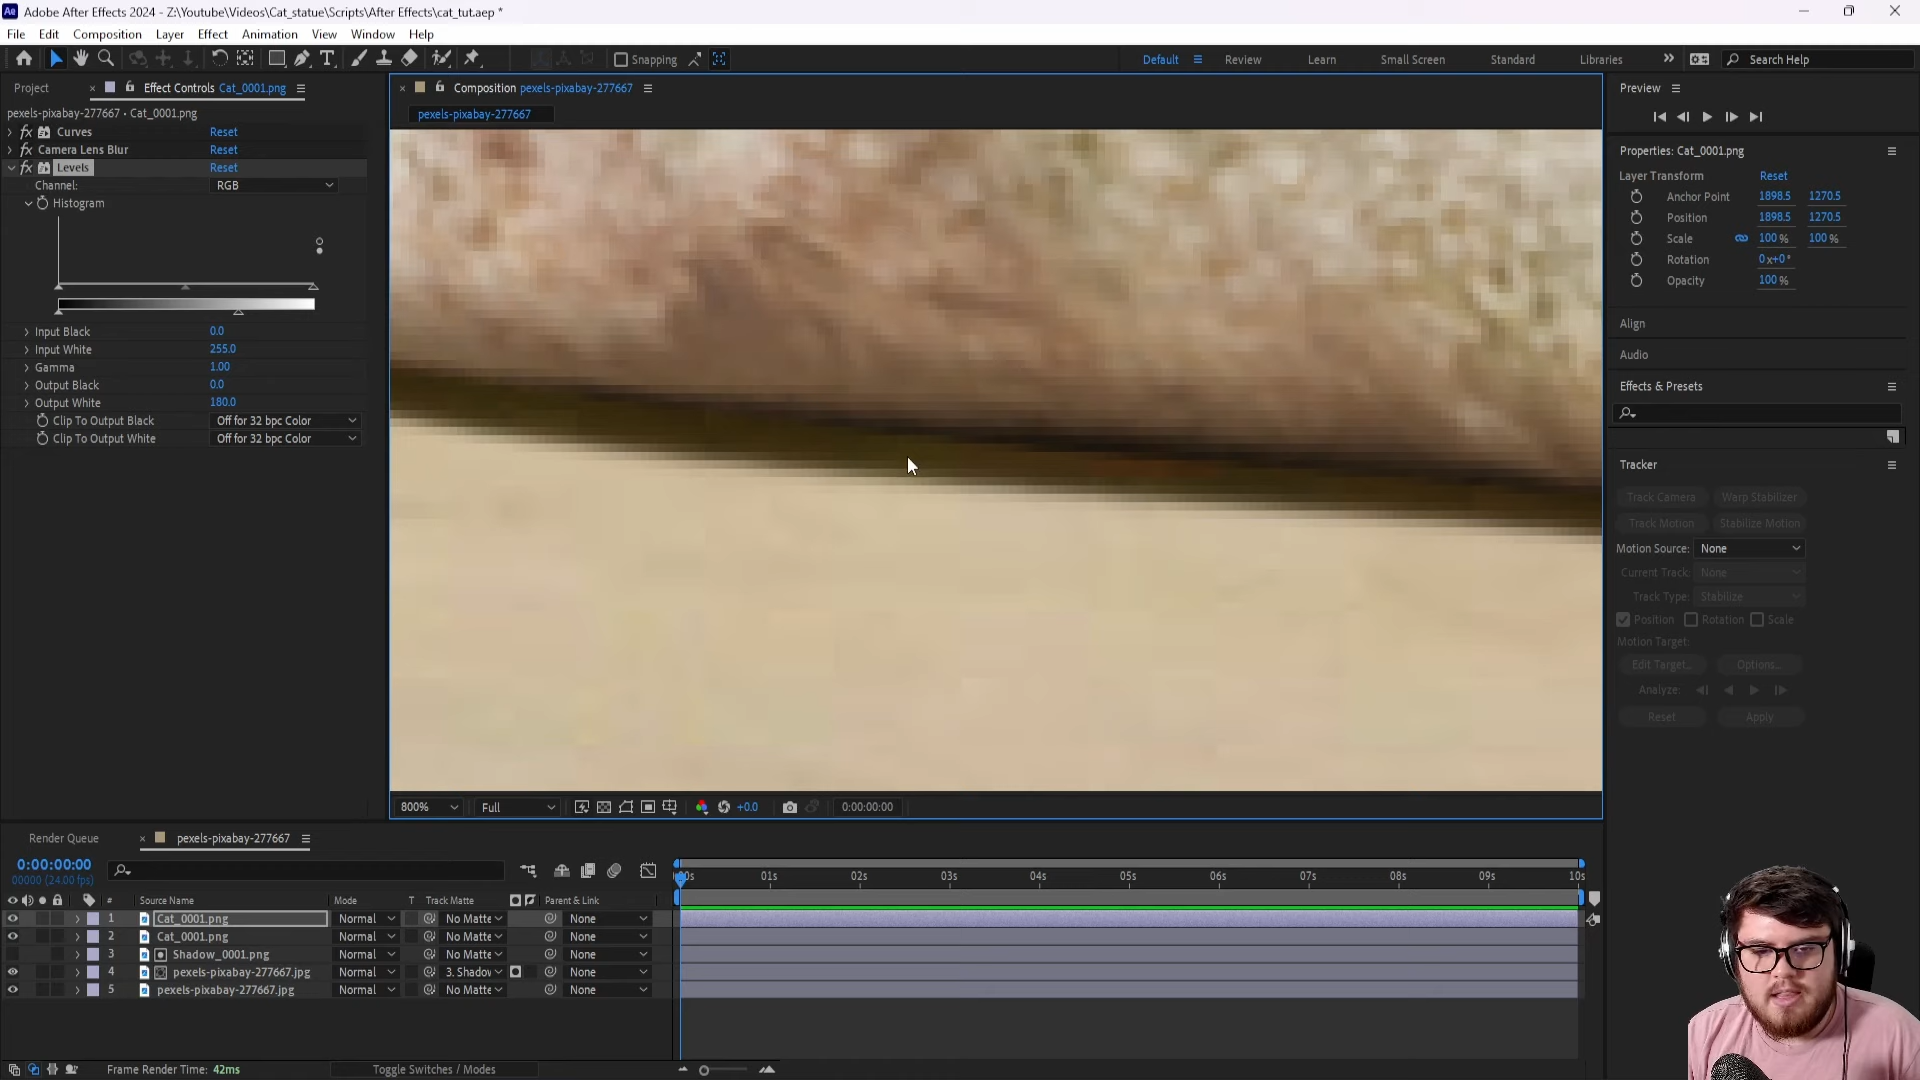 Adobe After Effects 2024 - Z:\Youtube\Videos\Cat_statue\Scripts\After Effects\cat_tut.aep *
File Edit Composition Layer Effect Animation View Window Help
Snapping Default Review Learn Small Screen Standard Libraries Search Help
Project Effect Controls Cat_0001.png
pexels-pixabay-277667 • Cat_0001.png
Curves Reset
Camera Lens Blur Reset
Levels Reset
Channel: RGB
Histogram
Input Black 0.0
Input White 255.0
Gamma 1.00
Output Black 0.0
Output White 180.0
Clip To Output Black Off for 32 bpc Color
Clip To Output White Off for 32 bpc Color
Composition pexels-pixabay-277667
pexels-pixabay-277667
800% Full +0.0 0:00:00:00
Preview
Properties: Cat_0001.png
Layer Transform Reset
Anchor Point 1898.5 1270.5
Position 1898.5 1270.5
Scale 100 % 100 %
Rotation 0x+0°
Opacity 100 %
Align
Audio
Effects & Presets
Tracker
Track Camera Warp Stabilizer
Track Motion Stabilize Motion
Motion Source: None
Current Track: None
Track Type: Stabilize
Position Rotation Scale
Motion Target:
Edit Target... Options...
Analyze:
Reset Apply
Render Queue pexels-pixabay-277667
0:00:00:00
00000 (24.00 fps)
# Source Name Mode T Track Matte Parent & Link
1 Cat_0001.png Normal No Matte None
2 Cat_0001.png Normal No Matte None
3 Shadow_0001.png Normal No Matte None
4 pexels-pixabay-277667.jpg Normal 3. Shadow None
5 pexels-pixabay-277667.jpg Normal No Matte None
00s 01s 02s 03s 04s 05s 06s 07s 08s 09s 10s
Frame Render Time: 42ms Toggle Switches / Modes